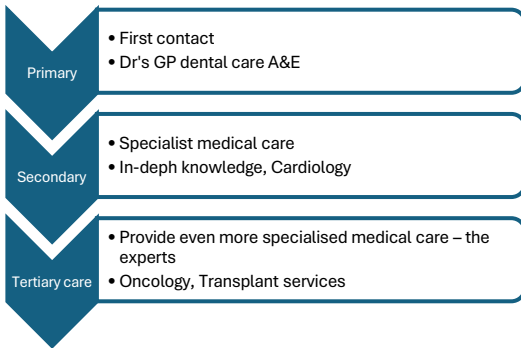 Primary
• First contact
• Dr's GP dental care A&E
Secondary
• Specialist medical care
• In-deph knowledge, Cardiology
Tertiary care
• Provide even more specialised medical care – the
experts
• Oncology, Transplant services